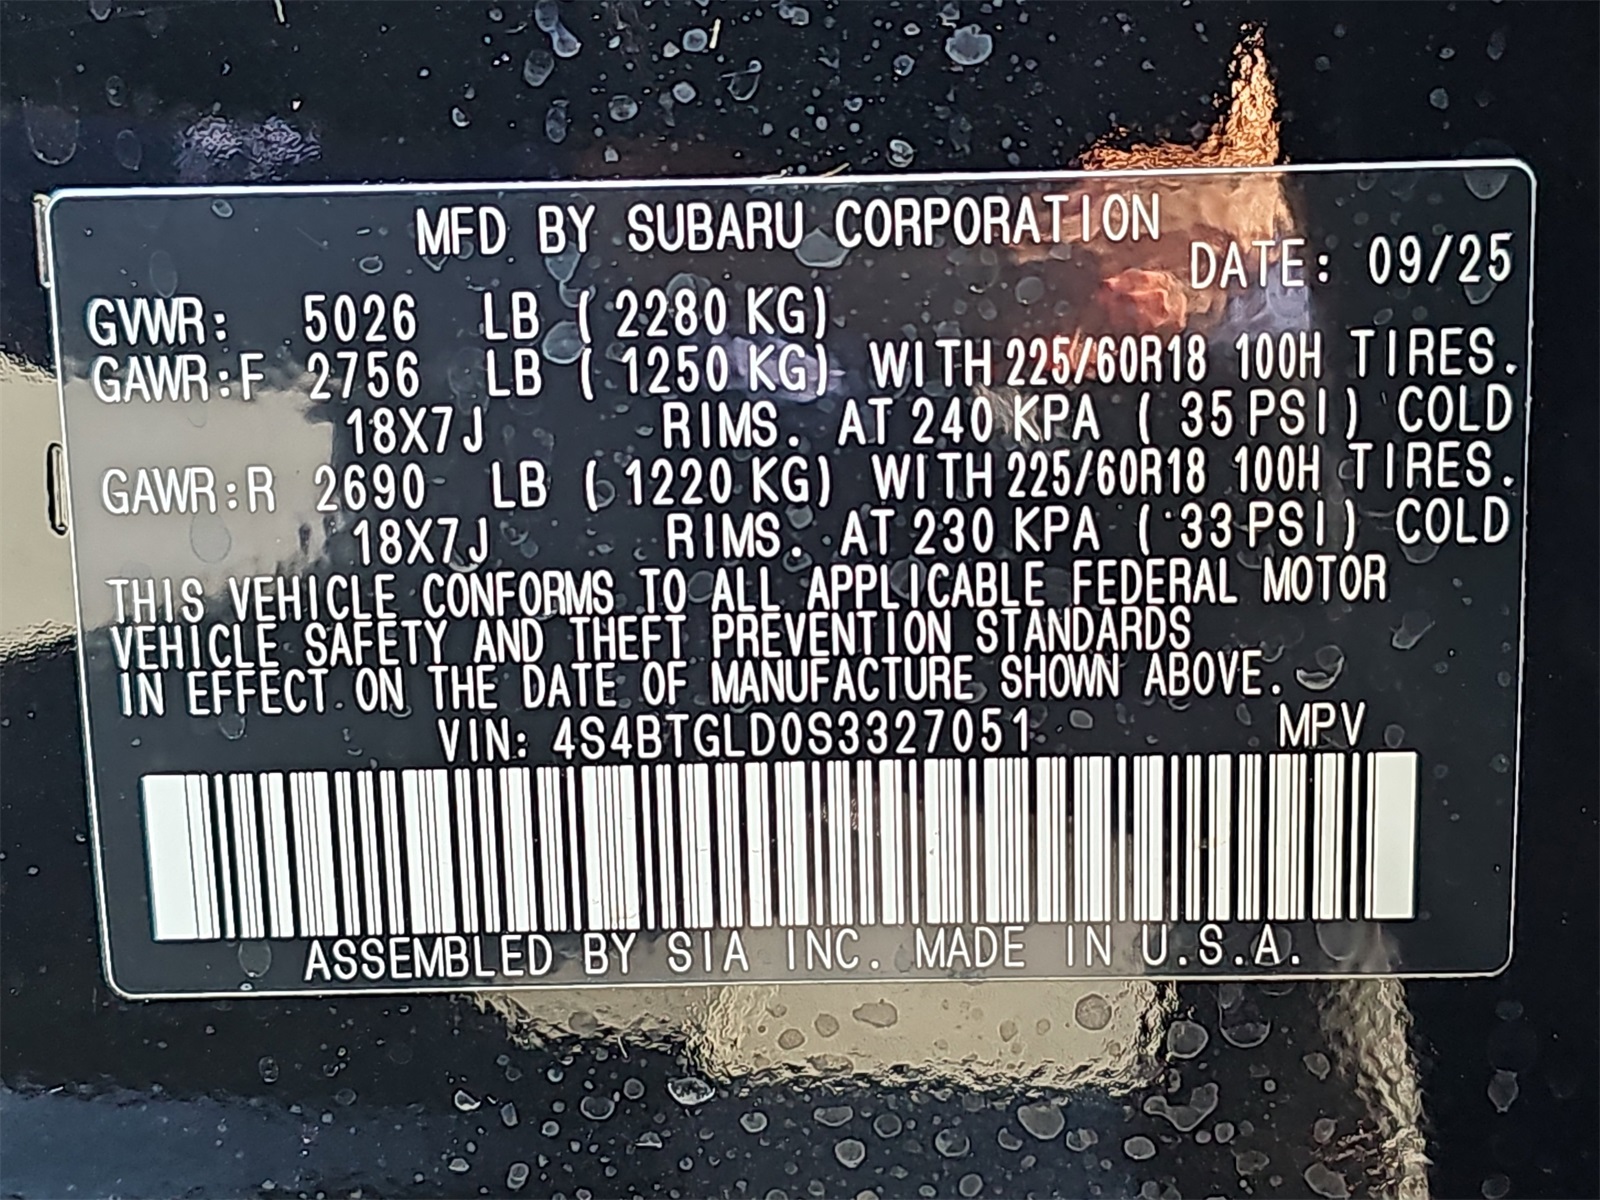 MFD BY SUBARU CORPORATION
DATE: 09/25
GVWR: 5026 LB ( 2280 KG)
GAWR:F 2756 LB ( 1250 KG) WITH 225/60R18 100H TIRES.
18X7J RIMS. AT 240 KPA ( 35 PSI) COLD
GAWR:R 2690 LB ( 1220 KG) WITH 225/60R18 100H TIRES.
18X7J RIMS. AT 230 KPA ( 33 PSI) COLD
THIS VEHICLE CONFORMS TO ALL APPLICABLE FEDERAL MOTOR
VEHICLE SAFETY AND THEFT PREVENTION STANDARDS
IN EFFECT ON THE DATE OF MANUFACTURE SHOWN ABOVE.
VIN: 4S4BTGLD0S3327051 MPV
ASSEMBLED BY SIA INC. MADE IN U.S.A.